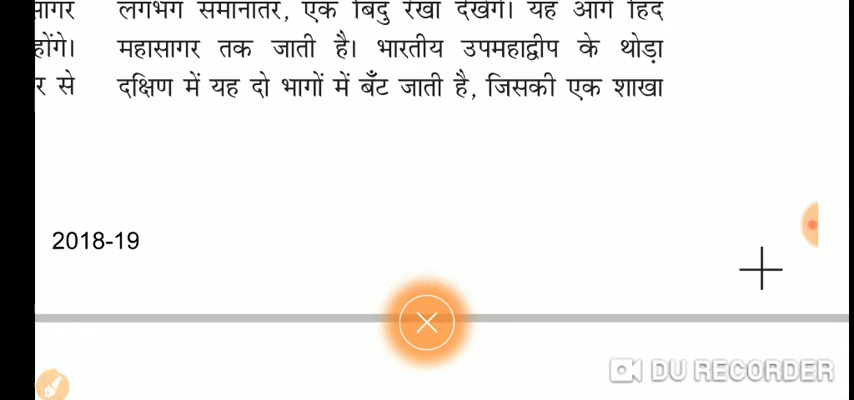 सागर
होंगे।
र से
लगभग समानांतर, एक बिंदु रेखा देखेंगे। यह आगे हिंद
महासागर तक जाती है। भारतीय उपमहाद्वीप के थोड़ा
दक्षिण में यह दो भागों में बँट जाती है, जिसकी एक शाखा
2018-19
DU RECORDER